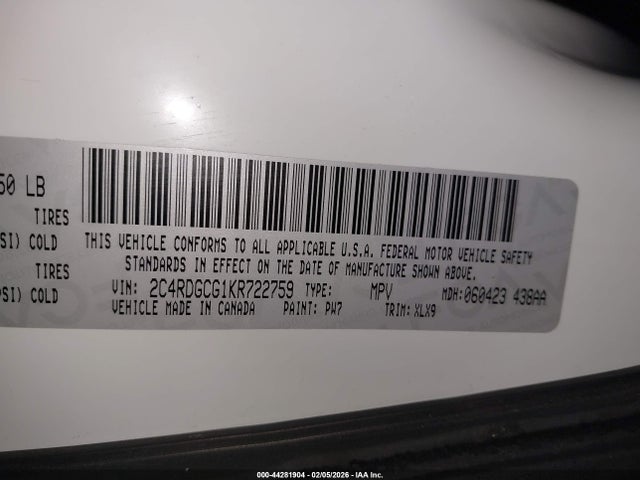 50 LB
TIRES
SI) COLD
TIRES
PSI) COLD
THIS VEHICLE CONFORMS TO ALL APPLICABLE U.S.A. FEDERAL MOTOR VEHICLE SAFETY
STANDARDS IN EFFECT ON THE DATE OF MANUFACTURE SHOWN ABOVE.
VIN: 2C4RDGCG1KR722759 TYPE: MPV MDH: 060423 438AA
VEHICLE MADE IN CANADA PAINT: PW7 TRIM: XLX9
000-44281904 - 02/05/2026 - IAA Inc.